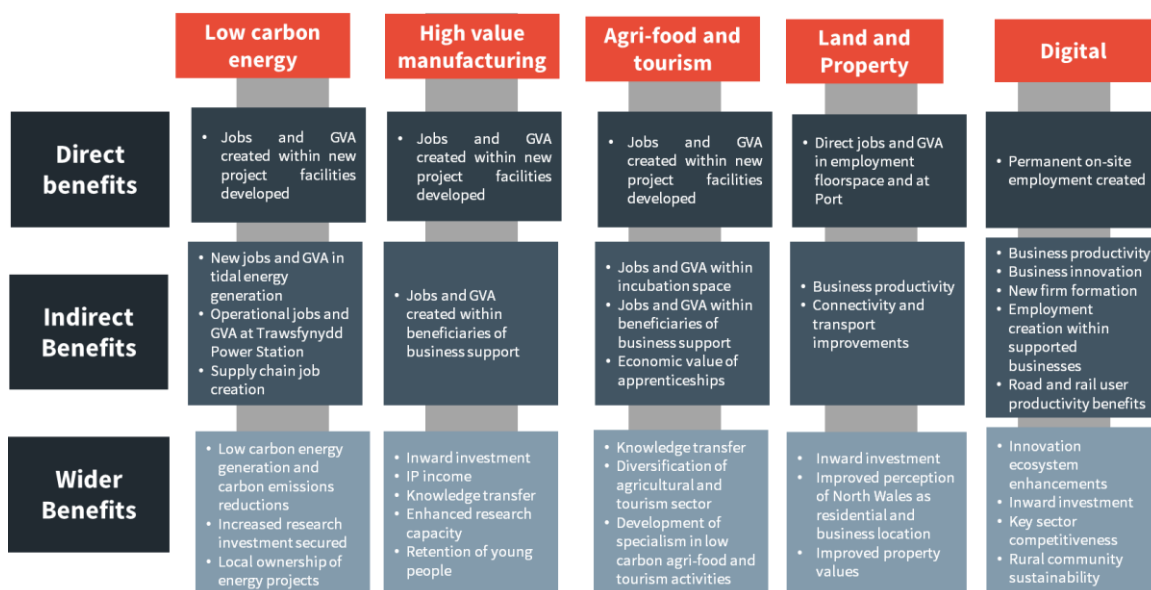 Low carbon
energy
High value
manufacturing
Agri-food and
tourism
Land and
Property
Digital
Direct
benefits
• Jobs and GVA
created within new
project facilities
developed
• Jobs and GVA
created within new
project facilities
developed
• Jobs and GVA
created within new
project facilities
developed
• Direct jobs and GVA
in employment
floorspace and at
Port
• Permanent on-site
employment created
Indirect
Benefits
• New jobs and GVA in
tidal energy
generation
• Operational jobs and
GVA at Trawsfynydd
Power Station
• Supply chain job
creation
• Jobs and GVA
created within
beneficiaries of
business support
• Jobs and GVA within
incubation space
• Jobs and GVA within
beneficiaries of
business support
• Economic value of
apprenticeships
• Business productivity
• Connectivity and
transport
improvements
• Business productivity
• Business innovation
• New firm formation
• Employment
creation within
supported
businesses
• Road and rail user
productivity benefits
Wider
Benefits
• Low carbon energy
generation and
carbon emissions
reductions
• Increased research
investment secured
• Local ownership of
energy projects
• Inward investment
• IP income
• Knowledge transfer
• Enhanced research
capacity
• Retention of young
people
• Knowledge transfer
• Diversification of
agricultural and
tourism sector
• Development of
specialism in low
carbon agri-food and
tourism activities
• Inward investment
• Improved perception
of North Wales as
residential and
business location
• Improved property
values
• Innovation
ecosystem
enhancements
• Inward investment
• Key sector
competitiveness
• Rural community
sustainability